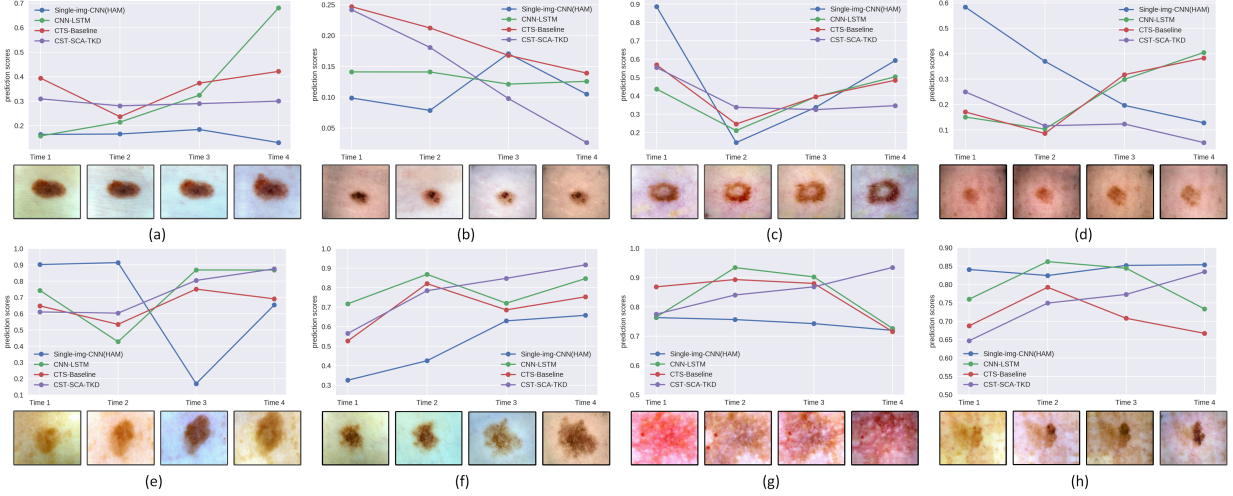 prediction scores
0.7
0.6
0.5
0.4
0.3
0.2
Single-img-CNN(HAM)
CNN-LSTM
CTS-Baseline
CST-SCA-TKD
Time 1 Time 2 Time 3 Time 4
(a)
prediction scores
0.25
0.20
0.15
0.10
0.05
Single-img-CNN(HAM)
CNN-LSTM
CTS-Baseline
CST-SCA-TKD
Time 1 Time 2 Time 3 Time 4
(b)
prediction scores
0.9
0.8
0.7
0.6
0.5
0.4
0.3
0.2
Single-img-CNN(HAM)
CNN-LSTM
CTS-Baseline
CST-SCA-TKD
Time 1 Time 2 Time 3 Time 4
(c)
prediction scores
0.6
0.5
0.4
0.3
0.2
0.1
Single-img-CNN(HAM)
CNN-LSTM
CTS-Baseline
CST-SCA-TKD
Time 1 Time 2 Time 3 Time 4
(d)
prediction scores
1.0
0.9
0.8
0.7
0.6
0.5
0.4
0.3
0.2
0.1
Single-img-CNN(HAM)
CNN-LSTM
CTS-Baseline
CST-SCA-TKD
Time 1 Time 2 Time 3 Time 4
(e)
prediction scores
1.0
0.9
0.8
0.7
0.6
0.5
0.4
0.3
Single-img-CNN(HAM)
CNN-LSTM
CTS-Baseline
CST-SCA-TKD
Time 1 Time 2 Time 3 Time 4
(f)
prediction scores
1.0
0.9
0.8
0.7
0.6
0.5
Single-img-CNN(HAM)
CNN-LSTM
CTS-Baseline
CST-SCA-TKD
Time 1 Time 2 Time 3 Time 4
(g)
prediction scores
0.90
0.85
0.80
0.75
0.70
0.65
0.60
0.55
0.50
Single-img-CNN(HAM)
CNN-LSTM
CTS-Baseline
CST-SCA-TKD
Time 1 Time 2 Time 3 Time 4
(h)